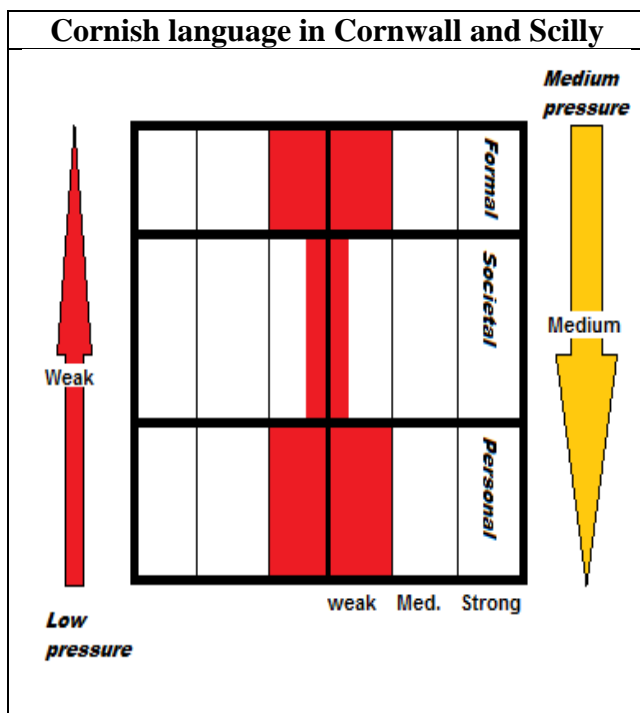 Cornish language in Cornwall and Scilly
Medium
pressure
Formal
Societal
Medium
Weak
Personal
weak Med. Strong
Low
pressure